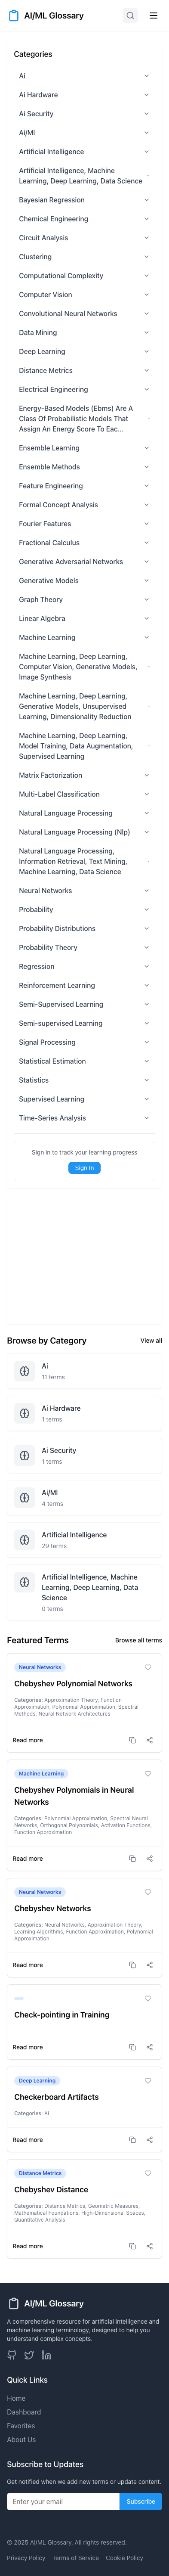 AI/ML Glossary
Categories
Ai
Ai Hardware
Ai Security
Ai/Ml
Artificial Intelligence
Artificial Intelligence, Machine
Learning, Deep Learning, Data Science
Bayesian Regression
Chemical Engineering
Circuit Analysis
Clustering
Computational Complexity
Computer Vision
Convolutional Neural Networks
Data Mining
Deep Learning
Distance Metrics
Electrical Engineering
Energy-Based Models (Ebms) Are A
Class Of Probabilistic Models That
Assign An Energy Score To Eac...
Ensemble Learning
Ensemble Methods
Feature Engineering
Formal Concept Analysis
Fourier Features
Fractional Calculus
Generative Adversarial Networks
Generative Models
Graph Theory
Linear Algebra
Machine Learning
Machine Learning, Deep Learning,
Computer Vision, Generative Models,
Image Synthesis
Machine Learning, Deep Learning,
Generative Models, Unsupervised
Learning, Dimensionality Reduction
Machine Learning, Deep Learning,
Model Training, Data Augmentation,
Supervised Learning
Matrix Factorization
Multi-Label Classification
Natural Language Processing
Natural Language Processing (Nlp)
Natural Language Processing,
Information Retrieval, Text Mining,
Machine Learning, Data Science
Neural Networks
Probability
Probability Distributions
Probability Theory
Regression
Reinforcement Learning
Semi-Supervised Learning
Semi-supervised Learning
Signal Processing
Statistical Estimation
Statistics
Supervised Learning
Time-Series Analysis
Sign in to track your learning progress
Sign In
Browse by Category
View all
Ai
11 terms
Ai Hardware
1 terms
Ai Security
1 terms
Ai/Ml
4 terms
Artificial Intelligence
29 terms
Artificial Intelligence, Machine
Learning, Deep Learning, Data
Science
0 terms
Featured Terms
Browse all terms
Neural Networks
Chebyshev Polynomial Networks
Categories: Approximation Theory, Function
Approximation, Polynomial Approximation, Spectral
Methods, Neural Network Architectures
Read more
Machine Learning
Chebyshev Polynomials in Neural
Networks
Categories: Polynomial Approximation, Spectral Neural
Networks, Orthogonal Polynomials, Activation Functions,
Function Approximation
Read more
Neural Networks
Chebyshev Networks
Categories: Neural Networks, Approximation Theory,
Learning Algorithms, Function Approximation, Polynomial
Approximation
Read more
Check-pointing in Training
Read more
Deep Learning
Checkerboard Artifacts
Categories: Ai
Read more
Distance Metrics
Chebyshev Distance
Categories: Distance Metrics, Geometric Measures,
Mathematical Foundations, High-Dimensional Spaces,
Quantitative Analysis
Read more
AI/ML Glossary
A comprehensive resource for artificial intelligence and
machine learning terminology, designed to help you
understand complex concepts.
Quick Links
Home
Dashboard
Favorites
About Us
Subscribe to Updates
Get notified when we add new terms or update content.
Enter your email
Subscribe
© 2025 AI/ML Glossary. All rights reserved.
Privacy Policy
Terms of Service
Cookie Policy